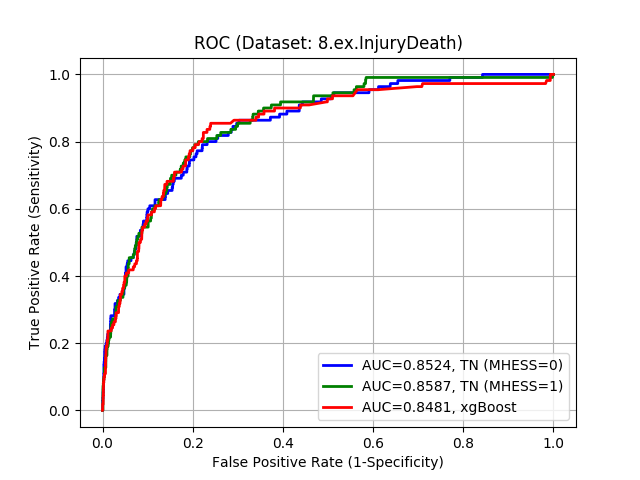 ROC (Dataset: 8.ex.InjuryDeath)
True Positive Rate (Sensitivity)
1.0
0.8
0.6
0.4
0.2
0.0
AUC=0.8524, TN (MHESS=0)
AUC=0.8587, TN (MHESS=1)
AUC=0.8481, xgBoost
0.0 0.2 0.4 0.6 0.8 1.0
False Positive Rate (1-Specificity)